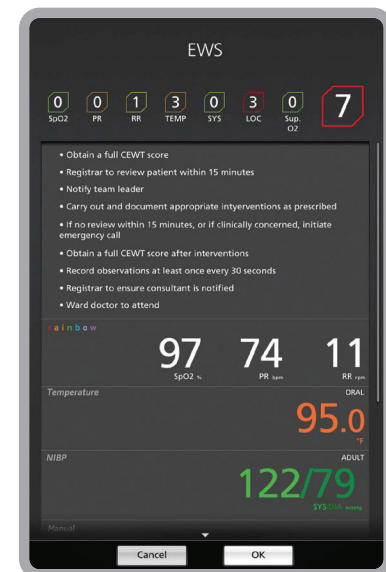 EWS
0 0 1 3 0 3 0 7
SpO2 PR RR TEMP SYS LOC Sup. O2
• Obtain a full CEWT score
• Registrar to review patient within 15 minutes
• Notify team leader
• Carry out and document appropriate intyerventions as prescribed
• If no review within 15 minutes, or if clinically concerned, initiate
emergency call
• Obtain a full CEWT score after interventions
• Record observations at least once every 30 seconds
• Registrar to ensure consultant is notified
• Ward doctor to attend
rainbow
97 74 11
SpO2 % PR bpm RR rpm
Temperature ORAL
95.0
°F
NIBP ADULT
122/79
SYS/DIA mmHg
Manual
Cancel OK